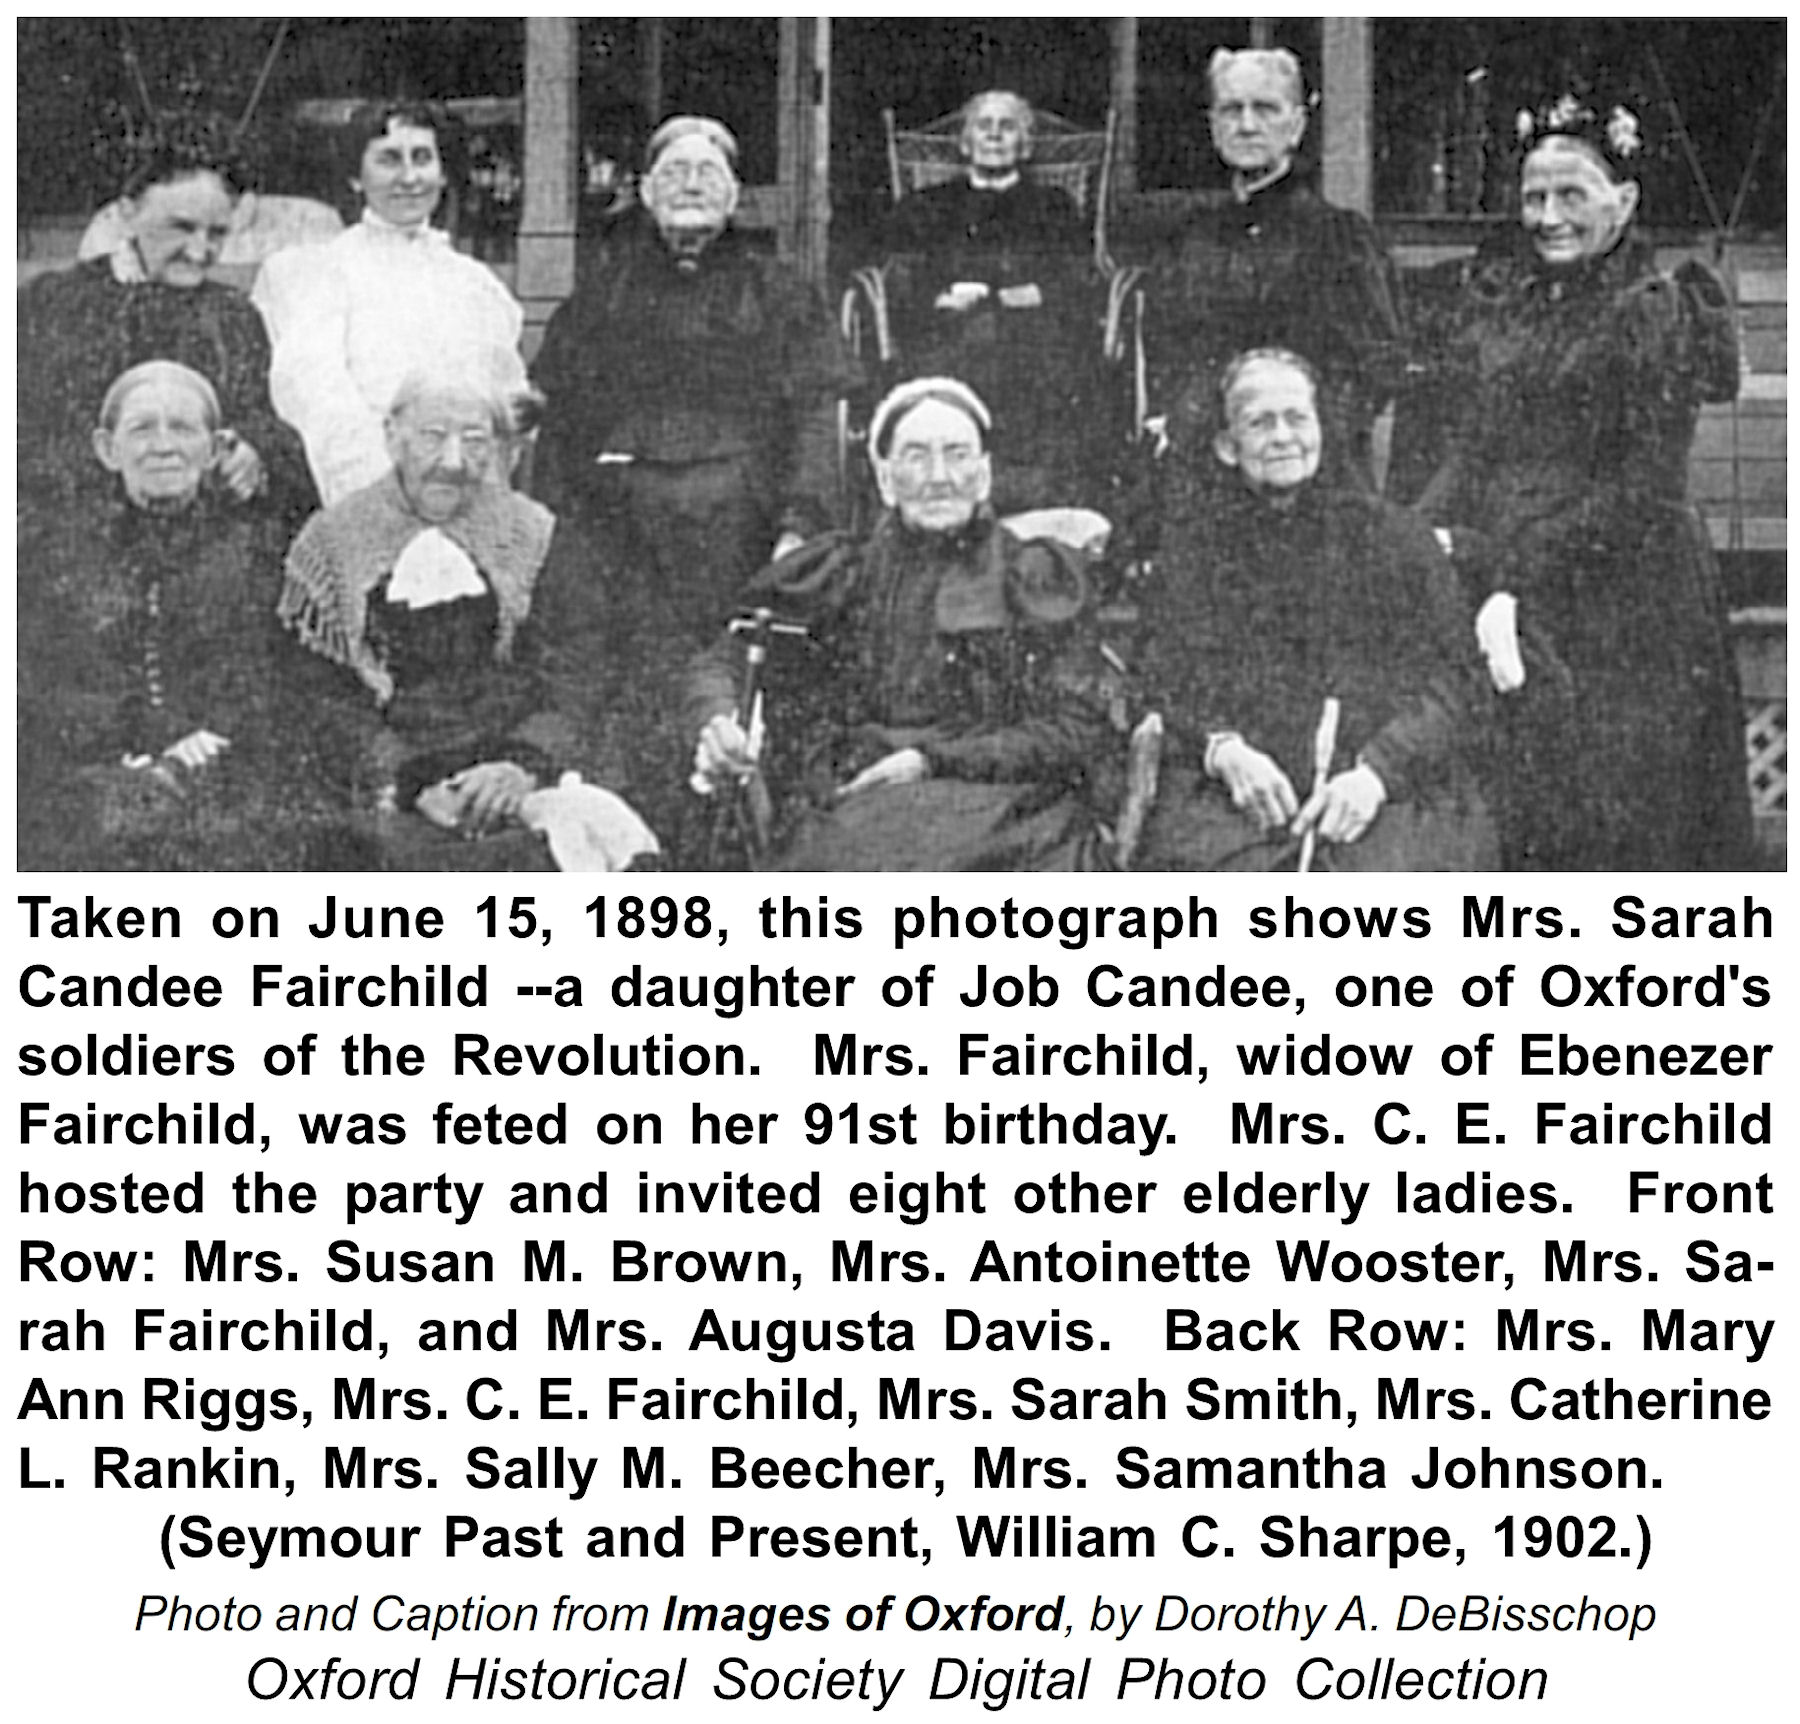 Taken on June 15, 1898, this photograph shows Mrs. Sarah
Candee Fairchild --a daughter of Job Candee, one of Oxford's
soldiers of the Revolution. Mrs. Fairchild, widow of Ebenezer
Fairchild, was feted on her 91st birthday. Mrs. C. E. Fairchild
hosted the party and invited eight other elderly ladies. Front
Row: Mrs. Susan M. Brown, Mrs. Antoinette Wooster, Mrs. Sa-
rah Fairchild, and Mrs. Augusta Davis. Back Row: Mrs. Mary
Ann Riggs, Mrs. C. E. Fairchild, Mrs. Sarah Smith, Mrs. Catherine
L. Rankin, Mrs. Sally M. Beecher, Mrs. Samantha Johnson.
(Seymour Past and Present, William C. Sharpe, 1902.)
Photo and Caption from Images of Oxford, by Dorothy A. DeBisschop
Oxford Historical Society Digital Photo Collection